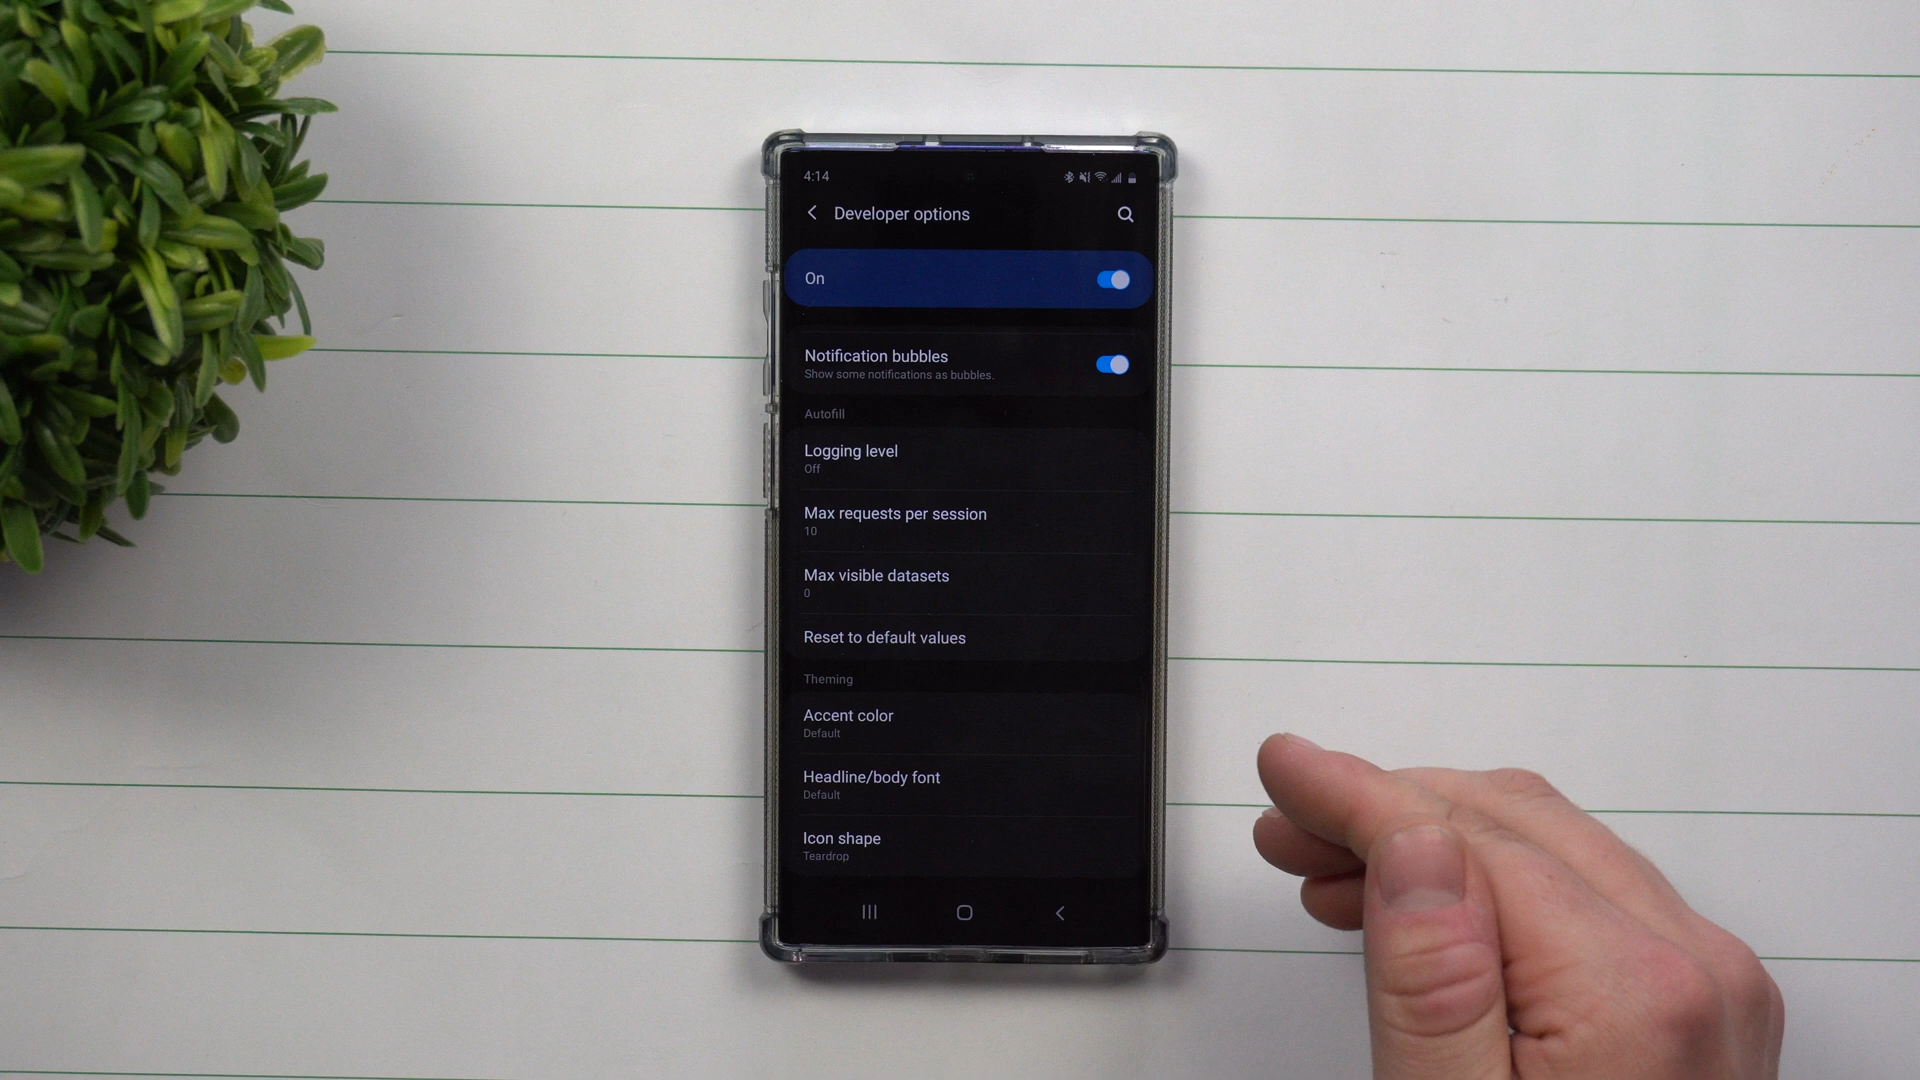 4:14
Developer options
On
Notification bubbles
Show some notifications as bubbles.
Autofill
Logging level
Off
Max requests per session
10
Max visible datasets
0
Reset to default values
Theming
Accent color
Default
Headline/body font
Default
Icon shape
Teardrop